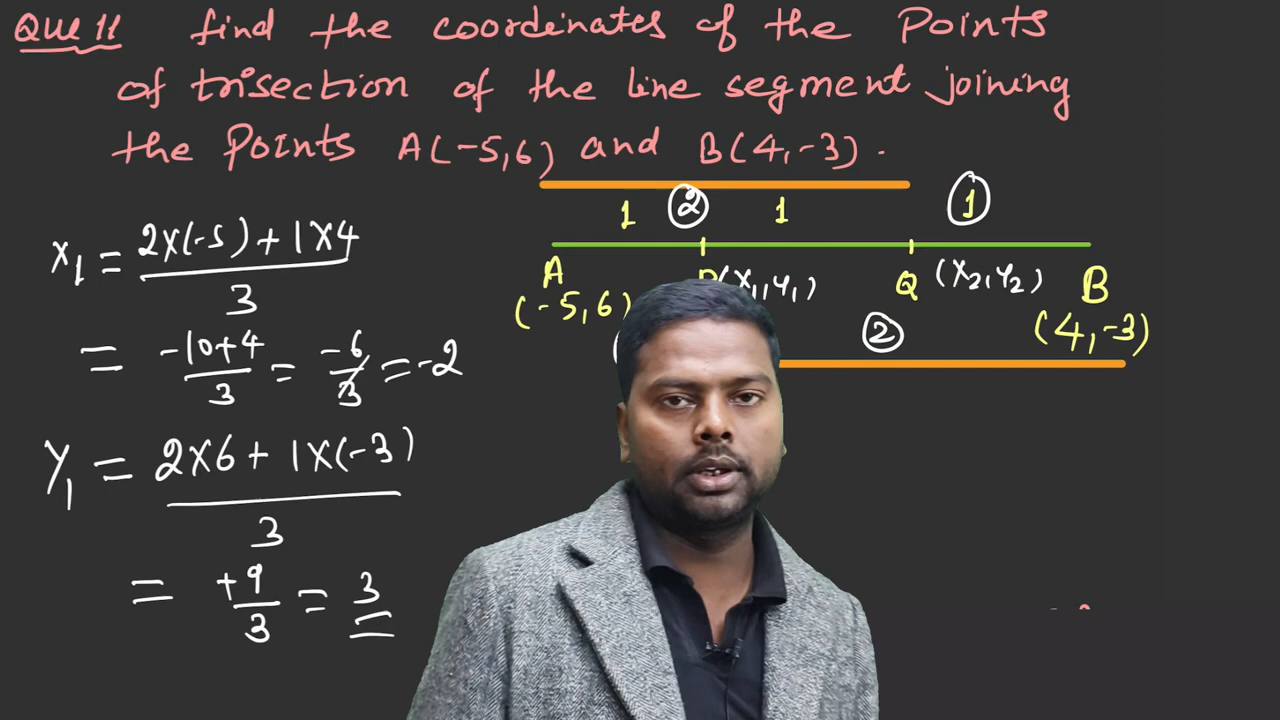 Que 11 find the coordinates of the Points
of trisection of the line segment joining
the Points A(-5,6) and B(4,-3).
1 2 1 1
A Q B
(x₁,y₁) (x₂,y₂)
(-5,6) (4,-3)
2
x₁ = 2x(-5)+1x4 / 3
= -10+4 / 3 = -6/3 = -2
y₁ = 2x6+1x(-3) / 3
= +9/3 = 3